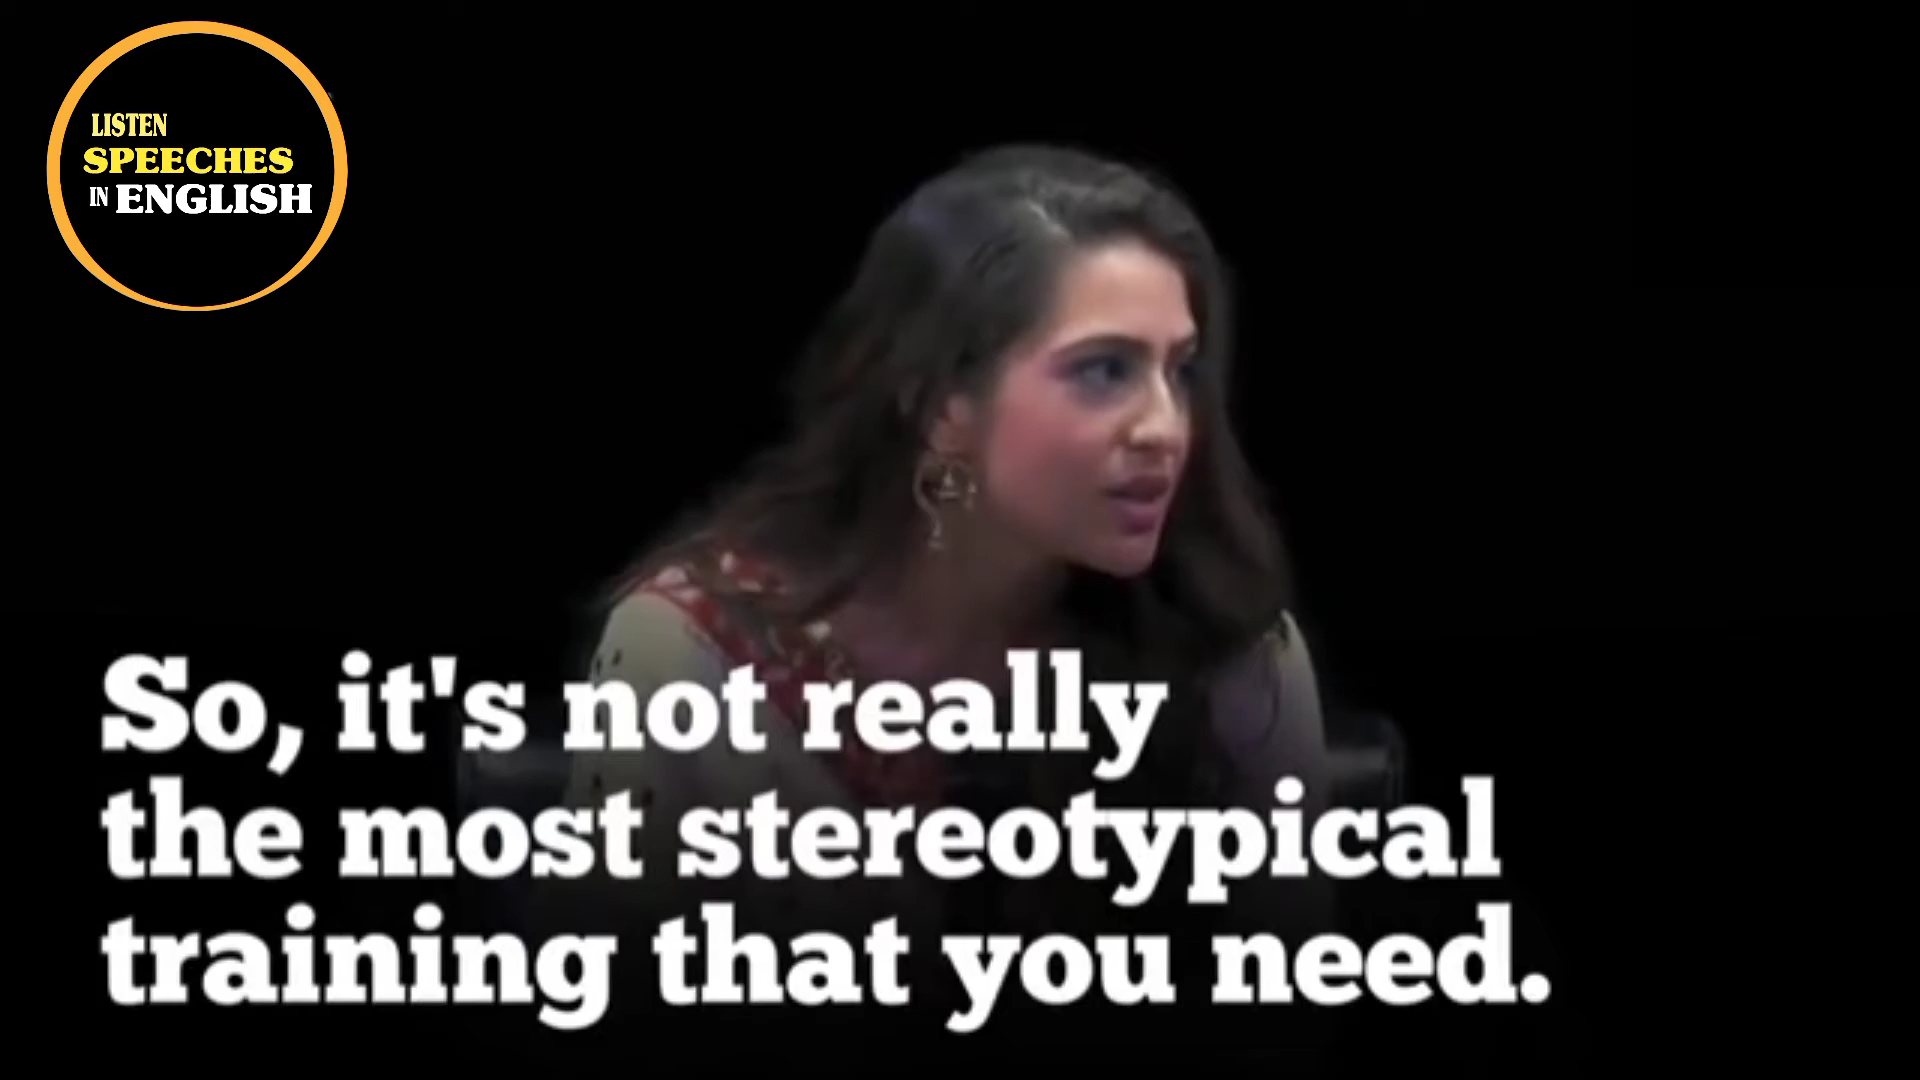 LISTEN
SPEECHES
IN ENGLISH
So, it's not really
the most stereotypical
training that you need.